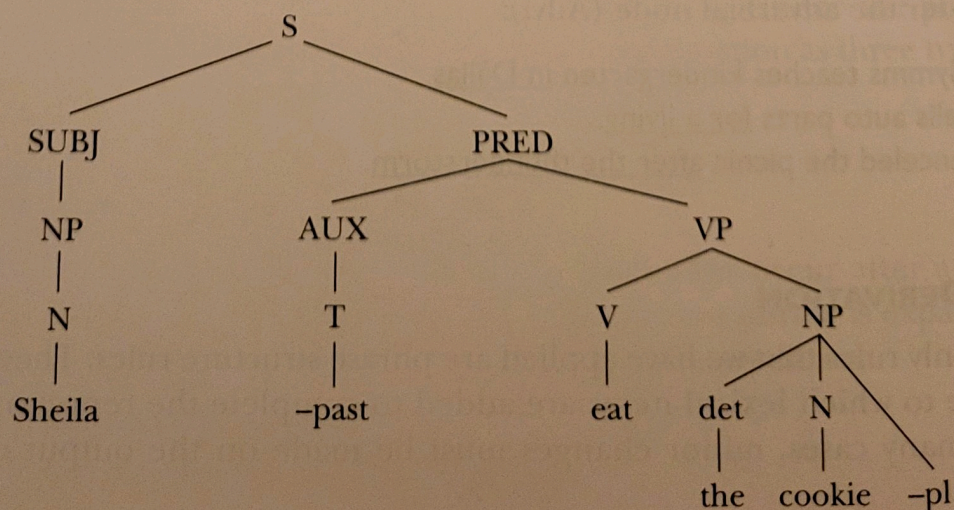 S
SUBJ PRED
NP AUX VP
N T V NP
Sheila –past eat det N
the cookie –pl